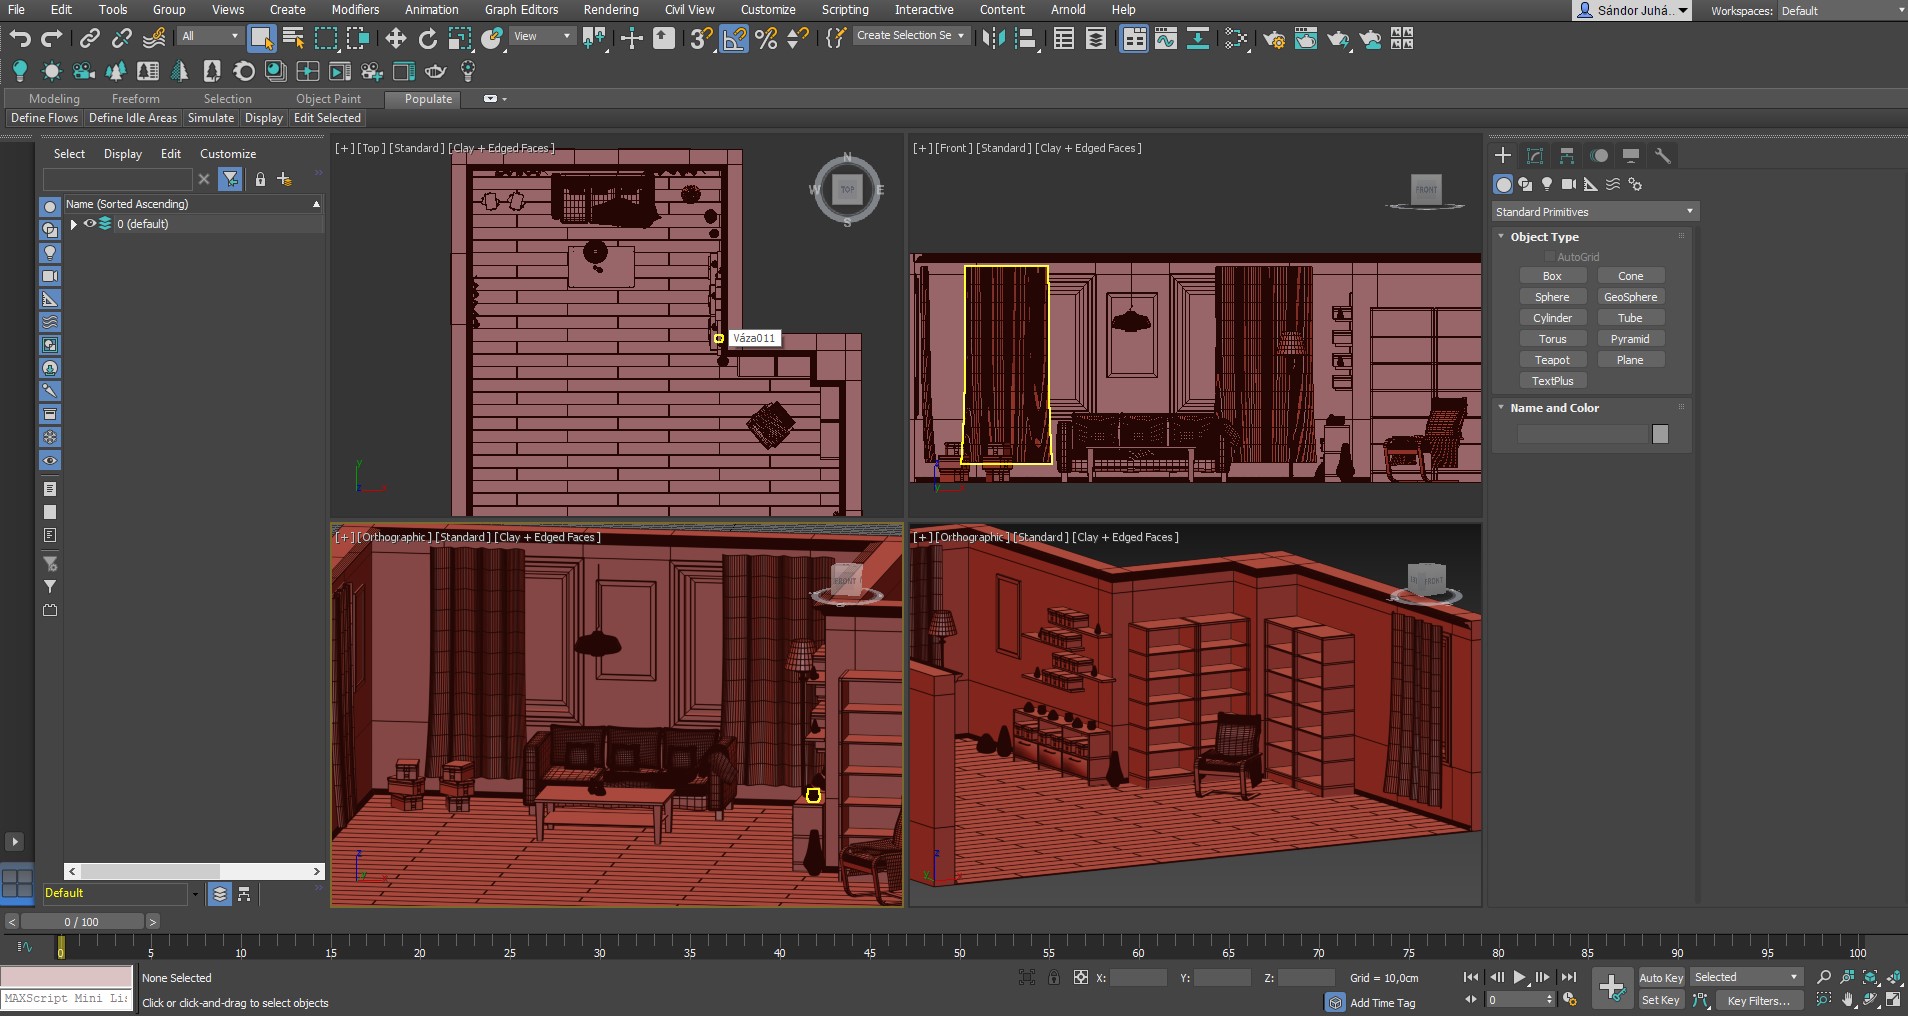 File Edit Tools Group Views Create Modifiers Animation Graph Editors Rendering Civil View Customize Scripting Interactive Content Arnold Help Sándor Juhá.. Workspaces: Default
All View Create Selection Se
Modeling Freeform Selection Object Paint Populate
Define Flows Define Idle Areas Simulate Display Edit Selected
Select Display Edit Customize
Name (Sorted Ascending)
0 (default)
[+] [Top] [Standard] [Clay + Edged Faces]
N
W TOP E
S
Váza011
[+] [Front] [Standard] [Clay + Edged Faces]
FRONT
[+] [Orthographic] [Standard] [Clay + Edged Faces]
FRONT
[+] [Orthographic] [Standard] [Clay + Edged Faces]
FRONT
Standard Primitives
Object Type
AutoGrid
Box Cone
Sphere GeoSphere
Cylinder Tube
Torus Pyramid
Teapot Plane
TextPlus
Name and Color
Default
0 / 100
0 5 10 15 20 25 30 35 40 45 50 55 60 65 70 75 80 85 90 95 100
None Selected X: Y: Z: Grid = 10,0cm Auto Key Selected
MAXScript Mini Li Click or click-and-drag to select objects Add Time Tag 0 Set Key Key Filters...